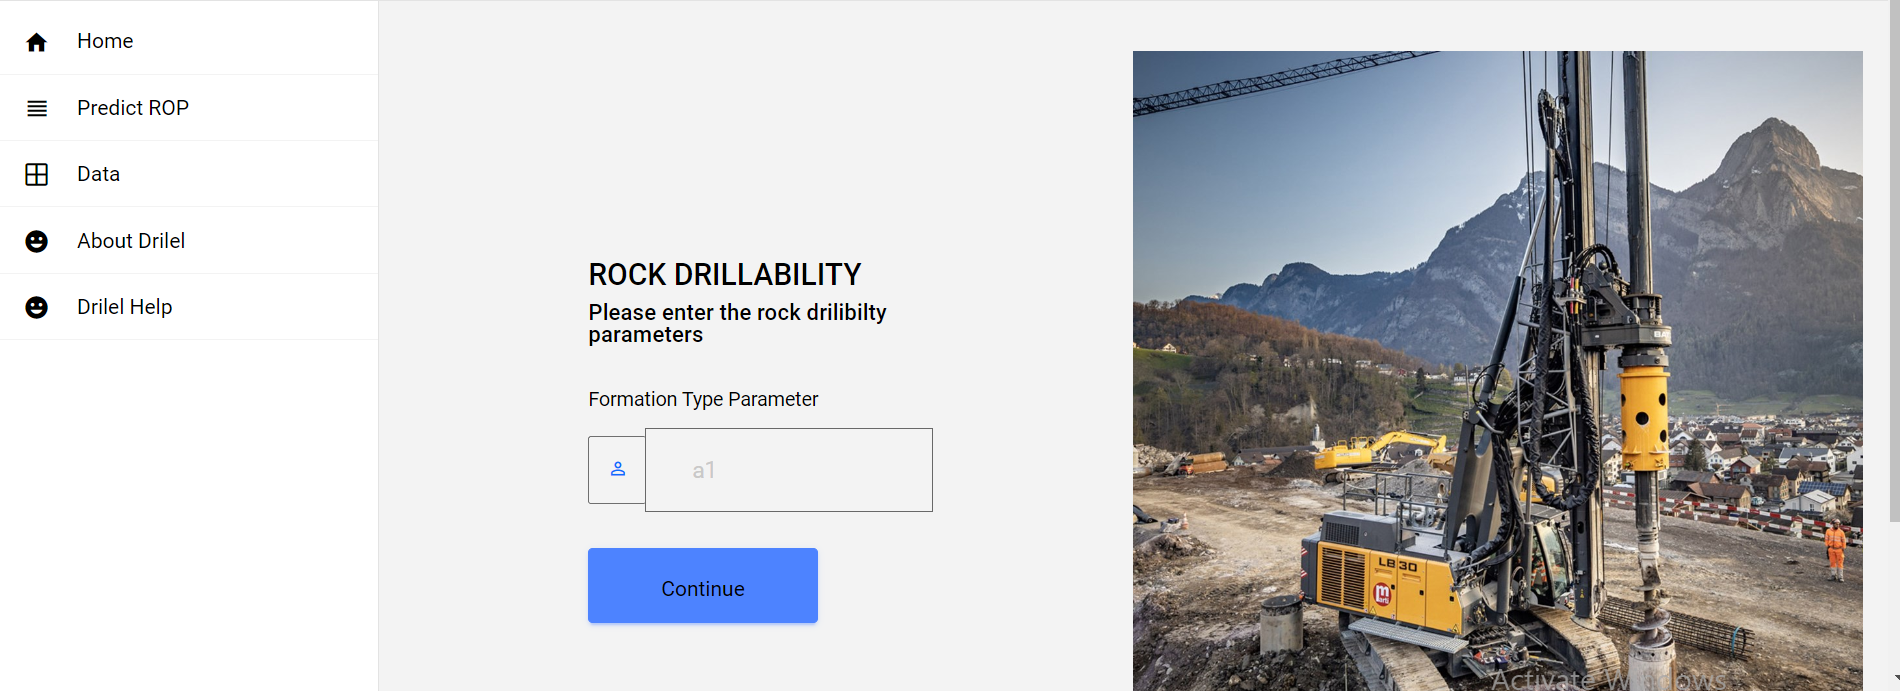 Home
Predict ROP
Data
About Drilel
Drilel Help
ROCK DRILLABILITY
Please enter the rock drilibilty
parameters
Formation Type Parameter
a1
Continue
LB 30
Activate Windows